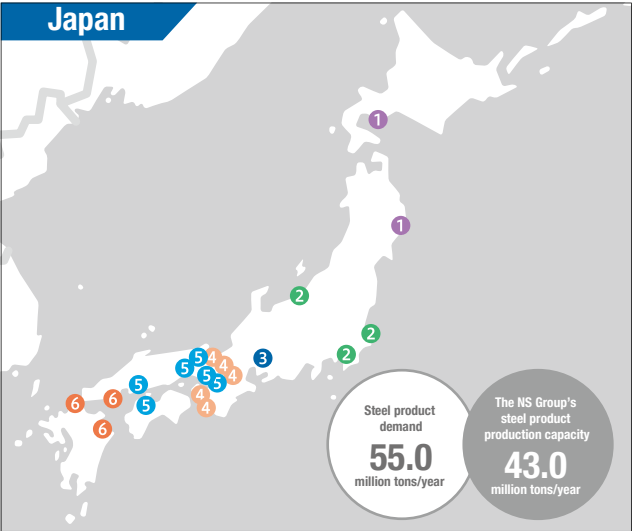 Japan
1
1
2
2
2
3
5
4
5
4
5
4
5
5
4
5
4
6
6
6
Steel product
demand
55.0
million tons/year
The NS Group's
steel product
production capacity
43.0
million tons/year